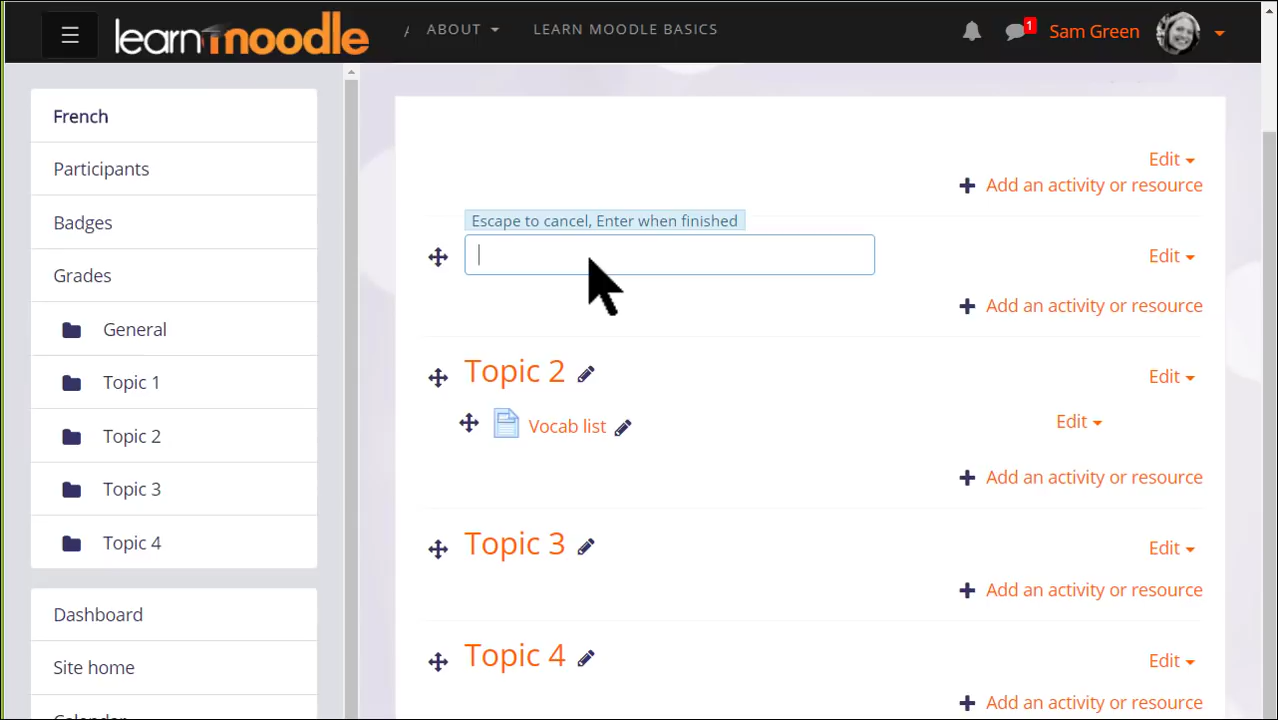 learn moodle / ABOUT LEARN MOODLE BASICS 1 Sam Green
French
Participants
Badges
Grades
General
Topic 1
Topic 2
Topic 3
Topic 4
Dashboard
Site home
Calendar
Edit
Add an activity or resource
Escape to cancel, Enter when finished
Edit
Add an activity or resource
Topic 2
Edit
Vocab list
Edit
Add an activity or resource
Topic 3
Edit
Add an activity or resource
Topic 4
Edit
Add an activity or resource